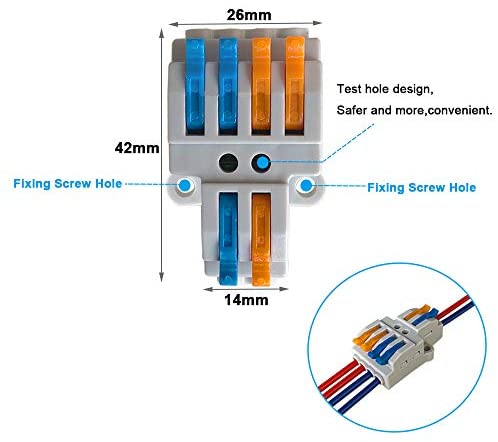 26mm
Test hole design,
Safer and more,convenient.
42mm
Fixing Screw Hole
Fixing Screw Hole
14mm